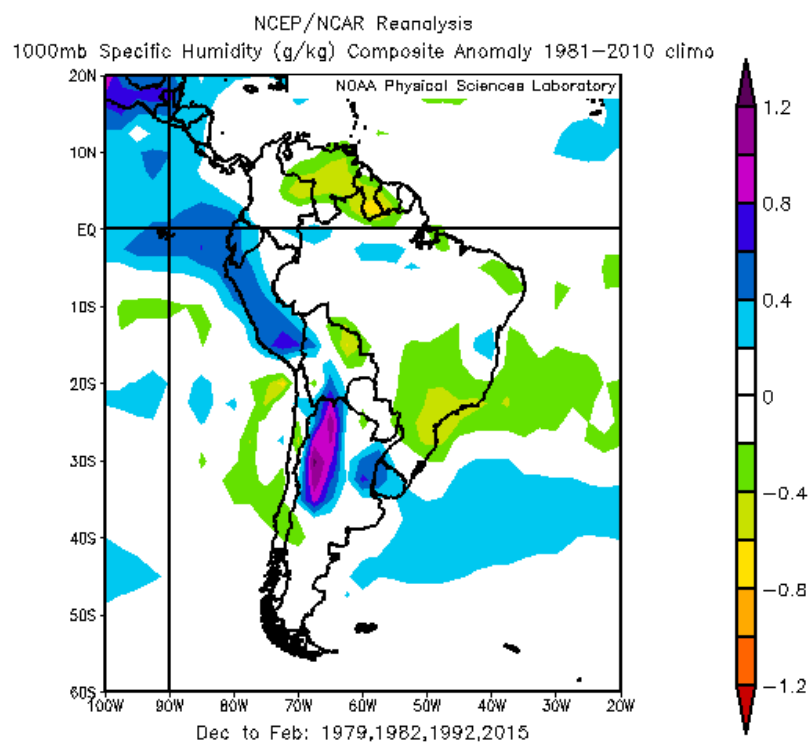 NCEP/NCAR Reanalysis
1000mb Specific Humidity (g/kg) Composite Anomaly 1981-2010 clima
NOAA Physical Sciences Laboratory
20N
10N
EQ
10S
20S
30S
40S
50S
60S
100W 90W 80W 70W 60W 50W 40W 30W 20W
1.2
0.8
0.4
0
-0.4
-0.8
-1.2
Dec to Feb: 1979,1982,1992,2015